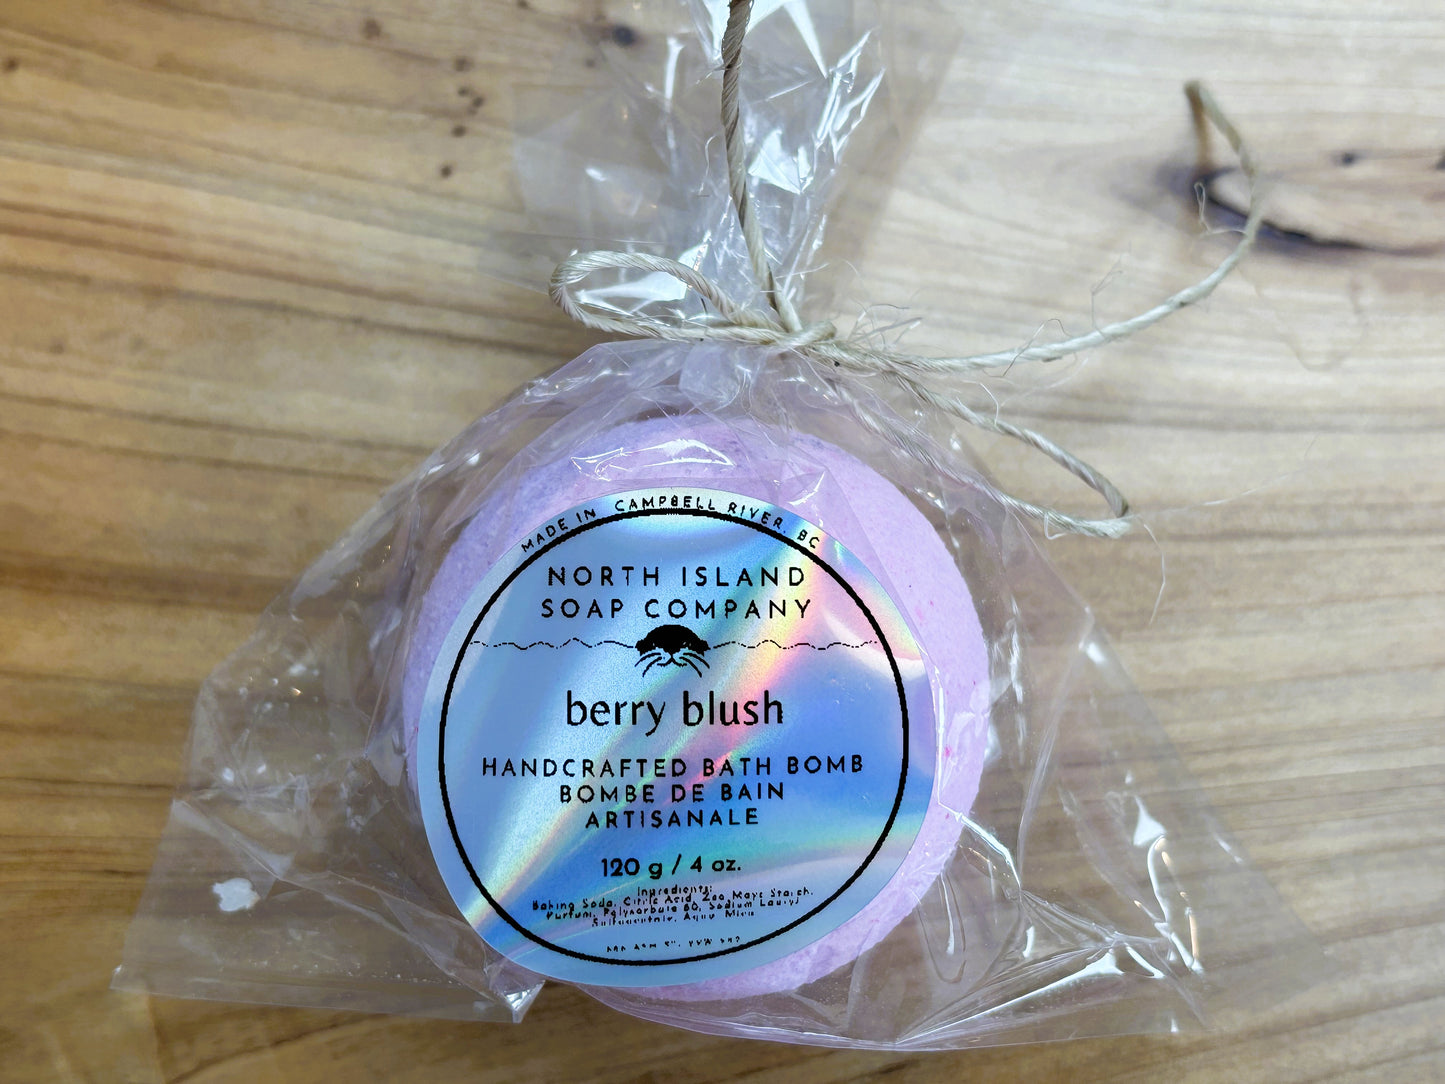 MADE IN CAMPBELL RIVER, BC
NORTH ISLAND
SOAP COMPANY
berry blush
HANDCRAFTED BATH BOMB
BOMBE DE BAIN
ARTISANALE
120 g / 4 oz.
Ingredients:
Baking Soda, Citric Acid, Zea Mays Starch,
Parfum, Polysorbate 80, Sodium Lauryl
Sulfoacetate, Aqua, Mica